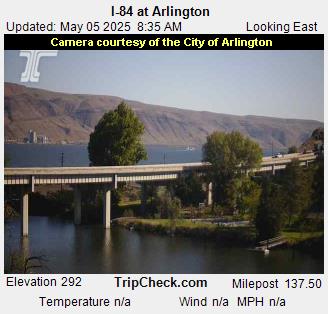 I-84 at Arlington
Updated: May 05 2025 8:35 AM Looking East
Camera courtesy of the City of Arlington
Elevation 292 TripCheck.com Milepost 137.50
Temperature n/a Wind n/a MPH n/a